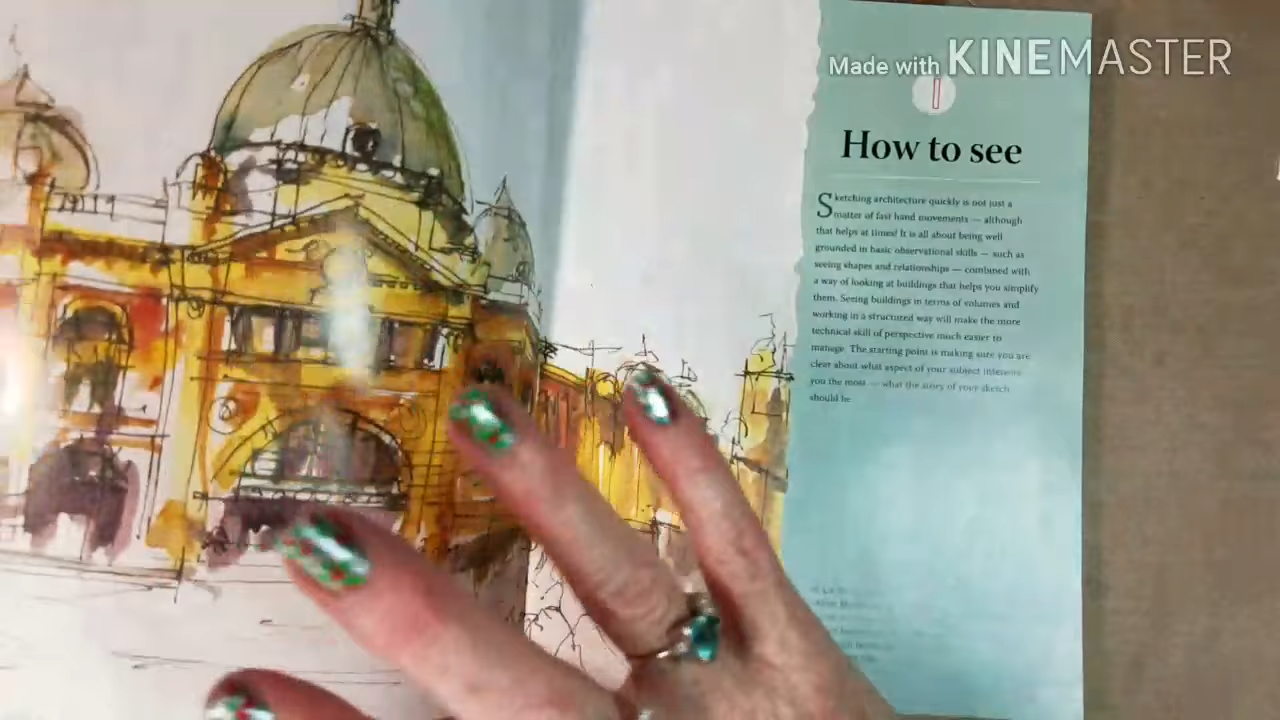 Made with KINEMASTER
1
How to see
Sketching architecture quickly is not just a
matter of fast hand movements — although
that helps at times! It is all about being well
grounded in basic observational skills — such as
seeing shapes and relationships — combined with
a way of looking at buildings that helps you simplify
them. Seeing buildings in terms of volumes and
working in a structured way will make the more
technical skill of perspective much easier to
manage. The starting point is making sure you are
clear about what aspect of your subject interests
you the most — what the story of your sketch
should be